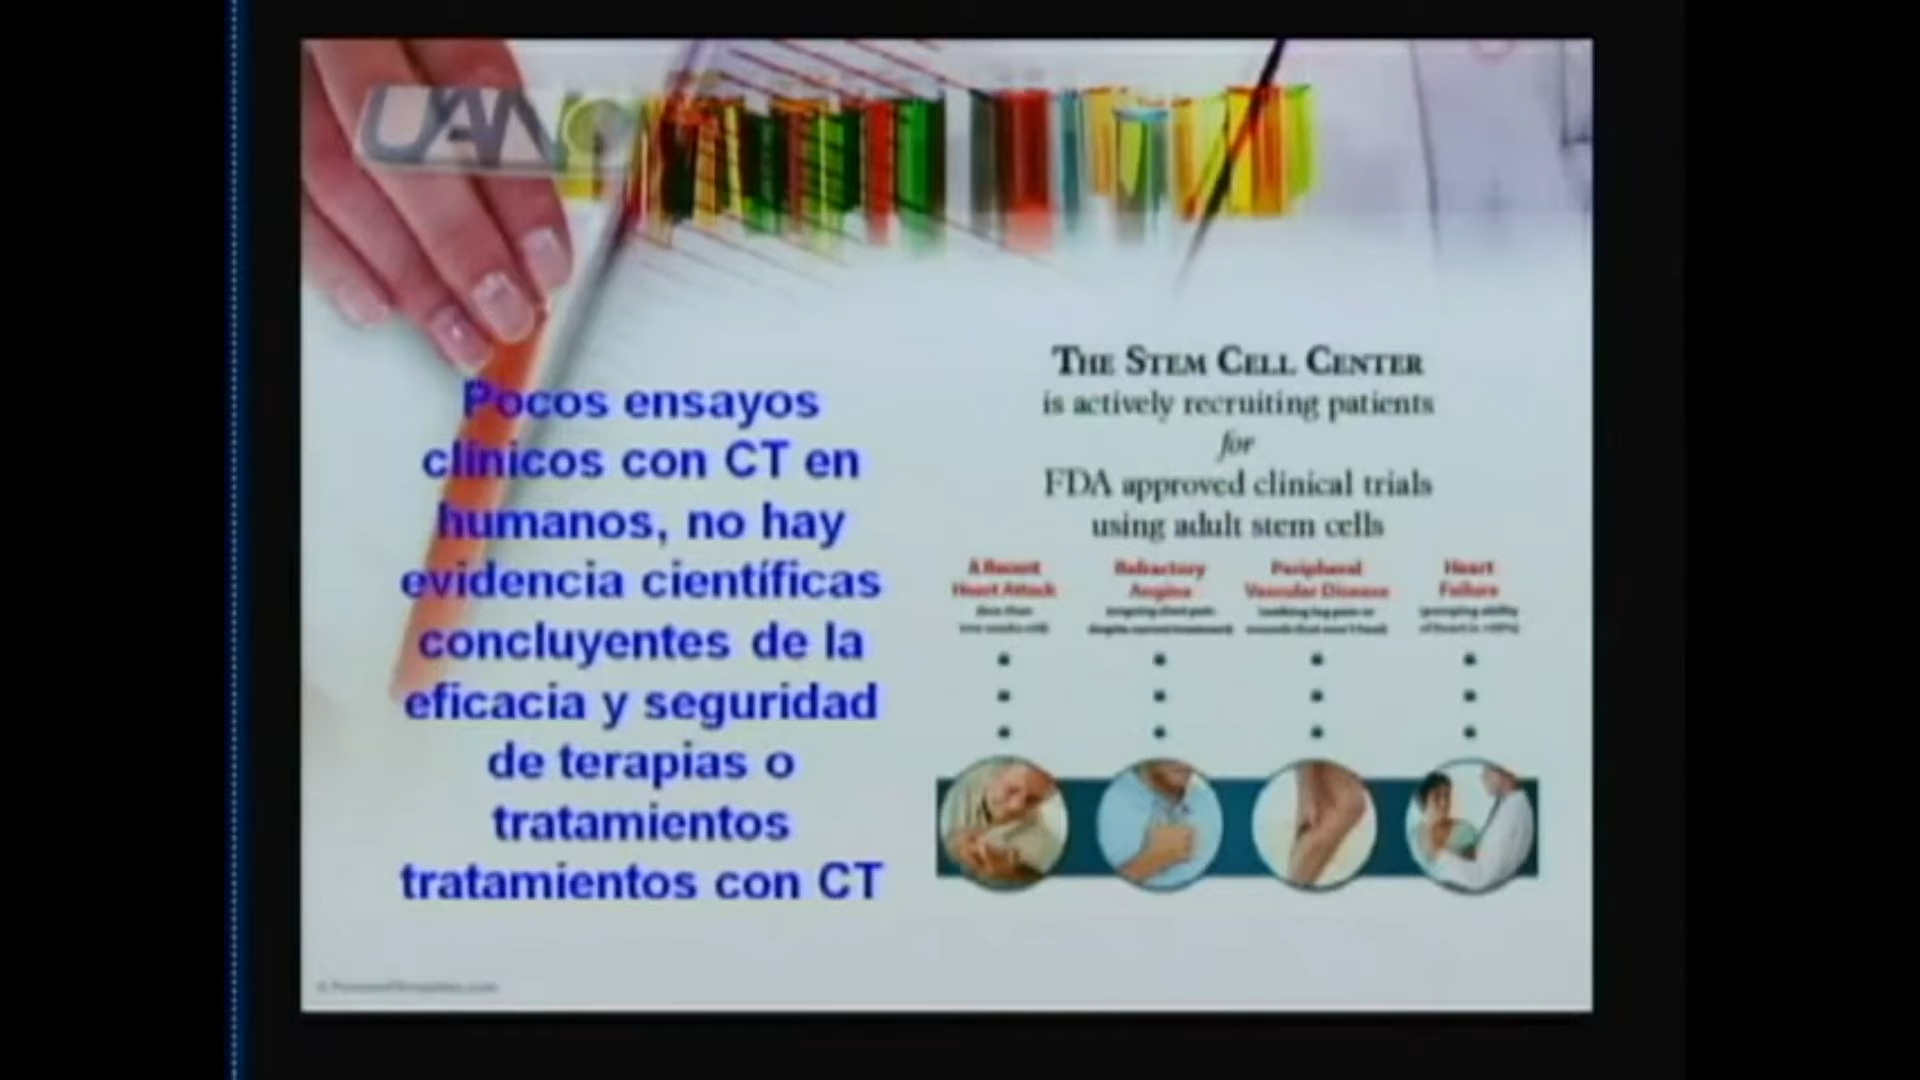 UAN
Pocos ensayos
clínicos con CT en
humanos, no hay
evidencia científicas
concluyentes de la
eficacia y seguridad
de terapias o
tratamientos
tratamientos con CT
THE STEM CELL CENTER
is actively recruiting patients
for
FDA approved clinical trials
using adult stem cells
A Recent
Heart Attack
Refractory
Angina
Peripheral
Vascular Disease
Heart
Failure